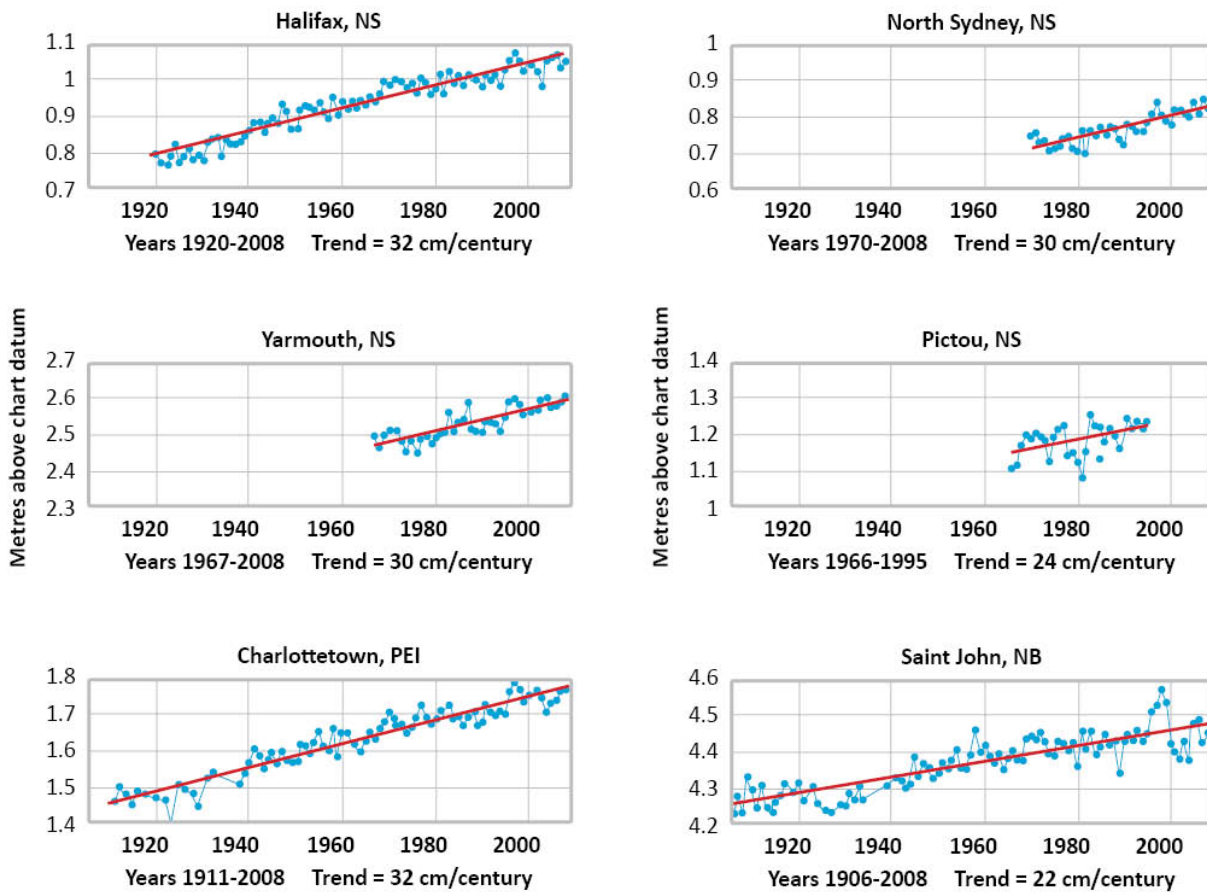 Halifax, NS
1.1
1
0.9
0.8
0.7
1920 1940 1960 1980 2000
Years 1920-2008 Trend = 32 cm/century
North Sydney, NS
1
0.9
0.8
0.7
0.6
1920 1940 1960 1980 2000
Years 1970-2008 Trend = 30 cm/century
Metres above chart datum
Yarmouth, NS
2.7
2.6
2.5
2.4
2.3
1920 1940 1960 1980 2000
Years 1967-2008 Trend = 30 cm/century
Metres above chart datum
Pictou, NS
1.4
1.3
1.2
1.1
1
1920 1940 1960 1980 2000
Years 1966-1995 Trend = 24 cm/century
Charlottetown, PEI
1.8
1.7
1.6
1.5
1.4
1920 1940 1960 1980 2000
Years 1911-2008 Trend = 32 cm/century
Saint John, NB
4.6
4.5
4.4
4.3
4.2
1920 1940 1960 1980 2000
Years 1906-2008 Trend = 22 cm/century